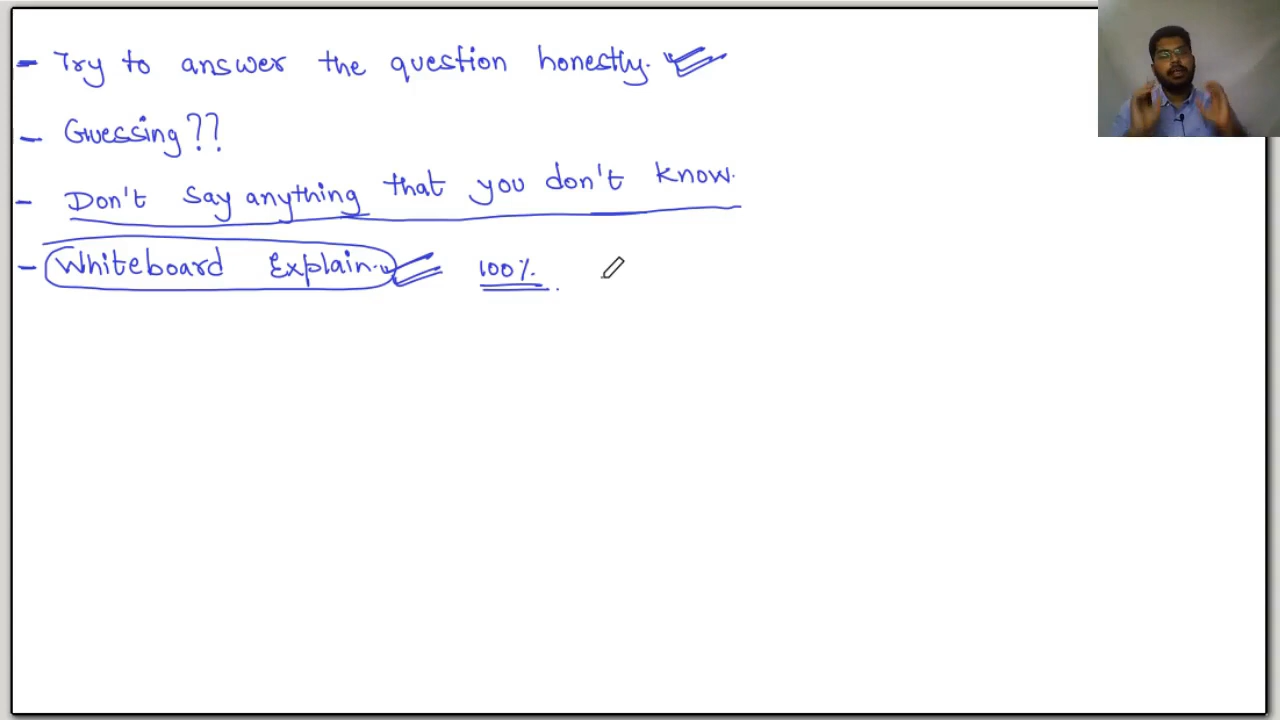 - Try to answer the question honestly.
- Guessing??
- Don't say anything that you don't know.
- Whiteboard Explain. 100%.